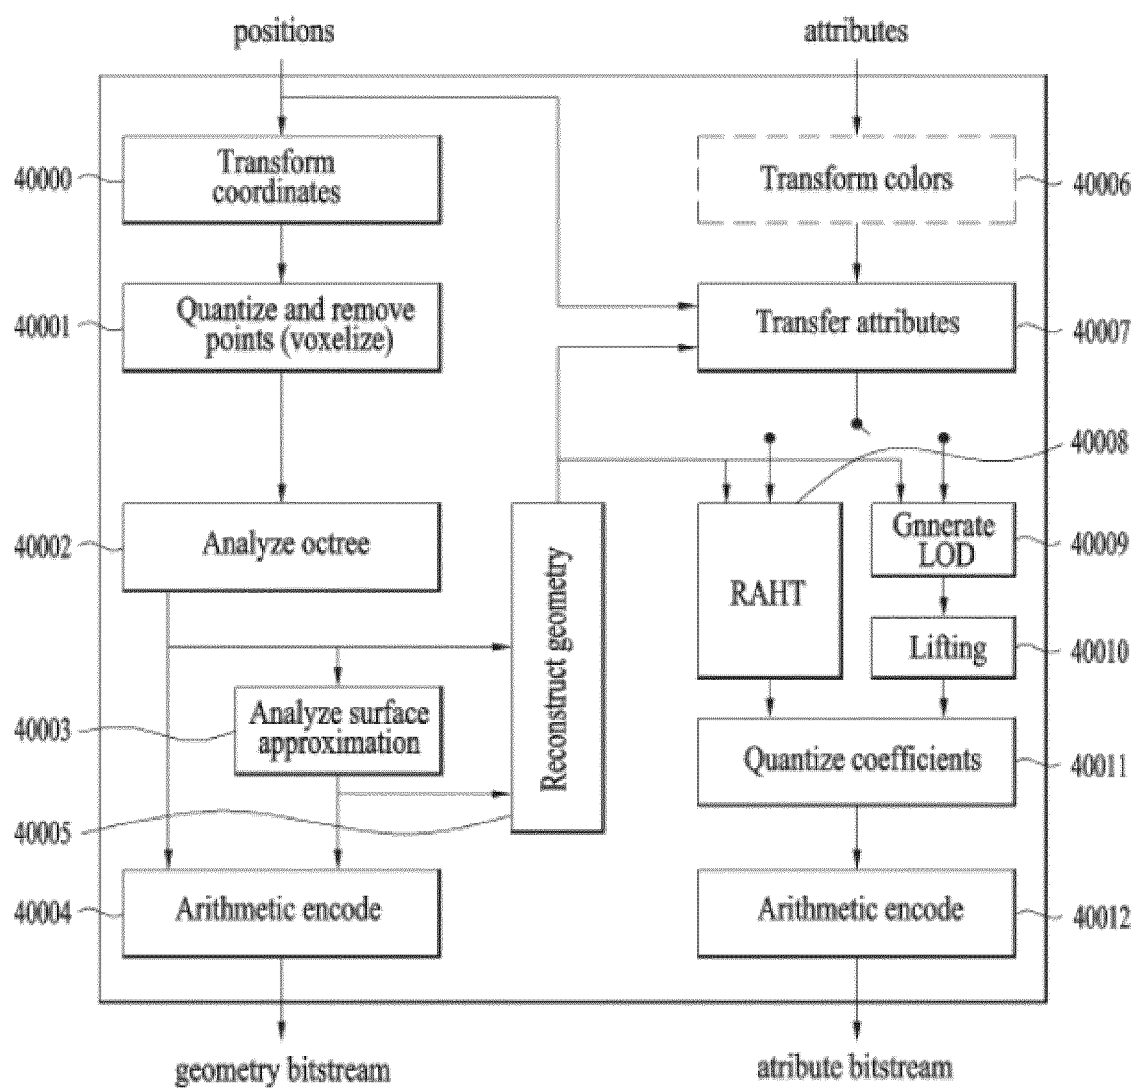 positions
attributes
40000
Transform
coordinates
Transform colors
40006
40001
Quantize and remove
points (voxelize)
Transfer attributes
40007
40008
40002
Analyze octree
Reconstruct geometry
RAHT
Gnnerate
LOD
40009
Lifting
40010
40003
Analyze surface
approximation
Quantize coefficients
40011
40005
40004
Arithmetic encode
Arithmetic encode
40012
geometry bitstream
atribute bitstream